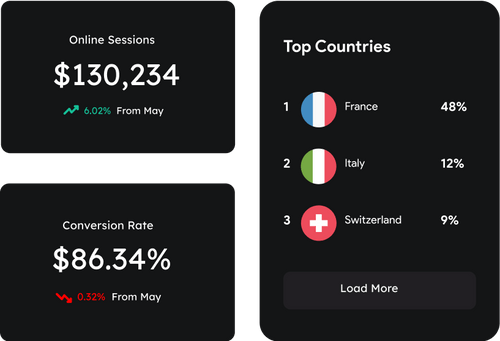 Online Sessions
$130,234
6.02% From May
Conversion Rate
$86.34%
0.32% From May
Top Countries
1 France 48%
2 Italy 12%
3 Switzerland 9%
Load More